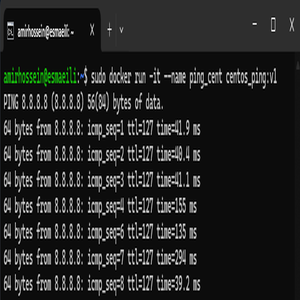 amirhossein@esmaeili: ~
amirhossein@esmaeili:~$ sudo docker run -it --name ping_cent centos_ping:v1
PING 8.8.8.8 (8.8.8.8) 56(84) bytes of data.
64 bytes from 8.8.8.8: icmp_seq=1 ttl=127 time=41.9 ms
64 bytes from 8.8.8.8: icmp_seq=2 ttl=127 time=40.4 ms
64 bytes from 8.8.8.8: icmp_seq=3 ttl=127 time=41.1 ms
64 bytes from 8.8.8.8: icmp_seq=4 ttl=127 time=155 ms
64 bytes from 8.8.8.8: icmp_seq=6 ttl=127 time=135 ms
64 bytes from 8.8.8.8: icmp_seq=7 ttl=127 time=294 ms
64 bytes from 8.8.8.8: icmp_seq=8 ttl=127 time=39.2 ms